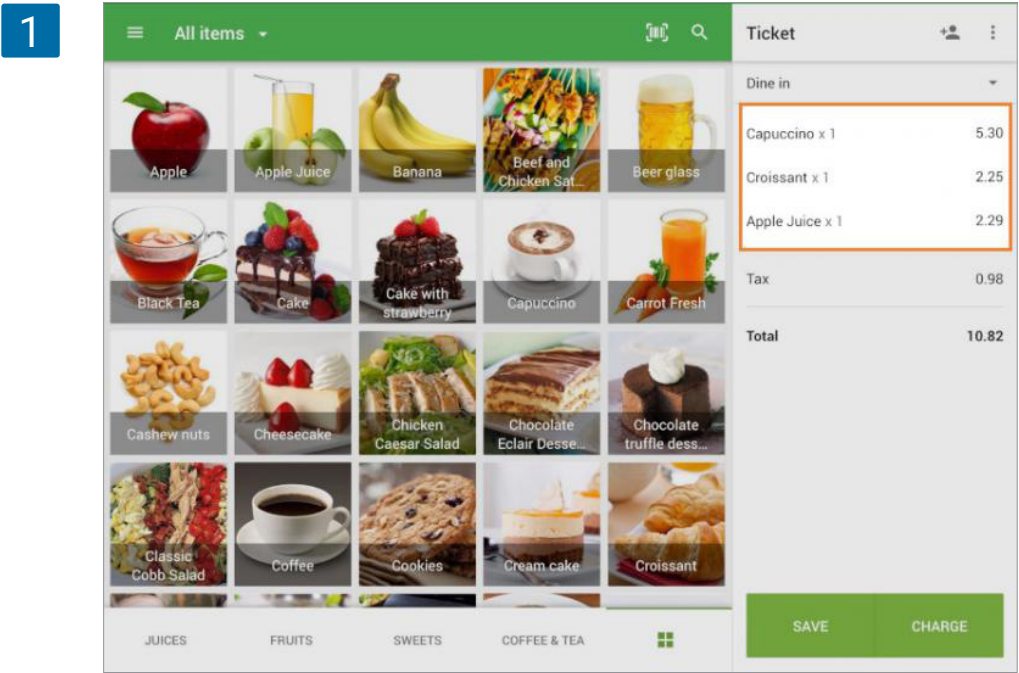 1
All items
Ticket
Dine in
Apple
Apple Juice
Banana
Beef and
Chicken Sat...
Beer glass
Black Tea
Cake
Cake with
strawberry
Capuccino
Carrot Fresh
Cashew nuts
Cheesecake
Chicken
Caesar Salad
Chocolate
Eclair Desse...
Chocolate
truffle dess...
Classic
Cobb Salad
Coffee
Cookies
Cream cake
Croissant
JUICES
FRUITS
SWEETS
COFFEE & TEA
Capuccino x 1 5.30
Croissant x 1 2.25
Apple Juice x 1 2.29
Tax 0.98
Total 10.82
SAVE
CHARGE